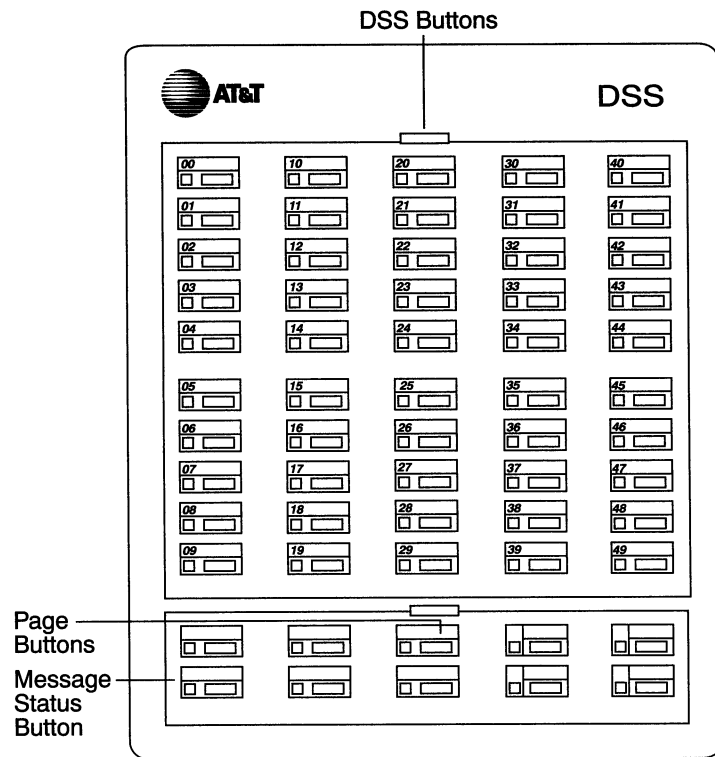 DSS Buttons
AT&T DSS
00 10 20 30 40
01 11 21 31 41
02 12 22 32 42
03 13 23 33 43
04 14 24 34 44
05 15 25 35 45
06 16 26 36 46
07 17 27 37 47
08 18 28 38 48
09 19 29 39 49
Page
Buttons
Message
Status
Button